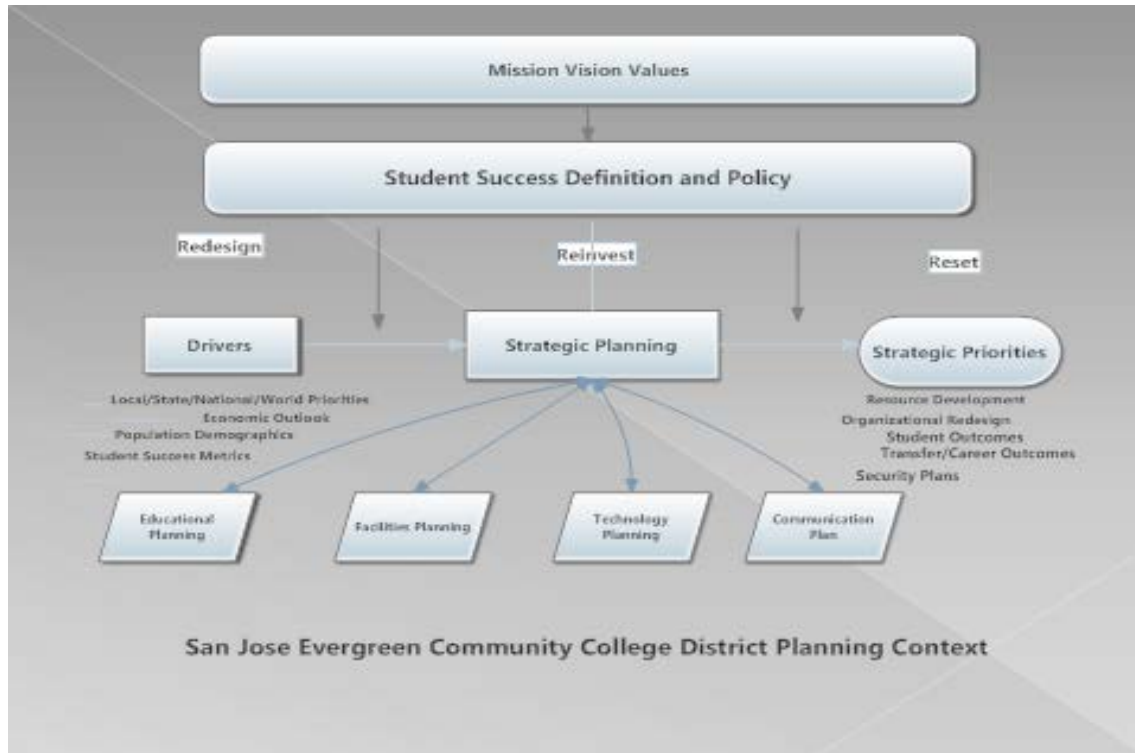 Mission Vision Values
Student Success Definition and Policy
Redesign
Reinvest
Reset
Drivers
Strategic Planning
Strategic Priorities
Local/State/National/World Priorities
Economic Outlook
Population Demographics
Student Success Metrics
Resource Development
Organizational Redesign
Student Outcomes
Transfer/Career Outcomes
Security Plans
Educational
Planning
Facilities Planning
Technology
Planning
Communication
Plan
San Jose Evergreen Community College District Planning Context